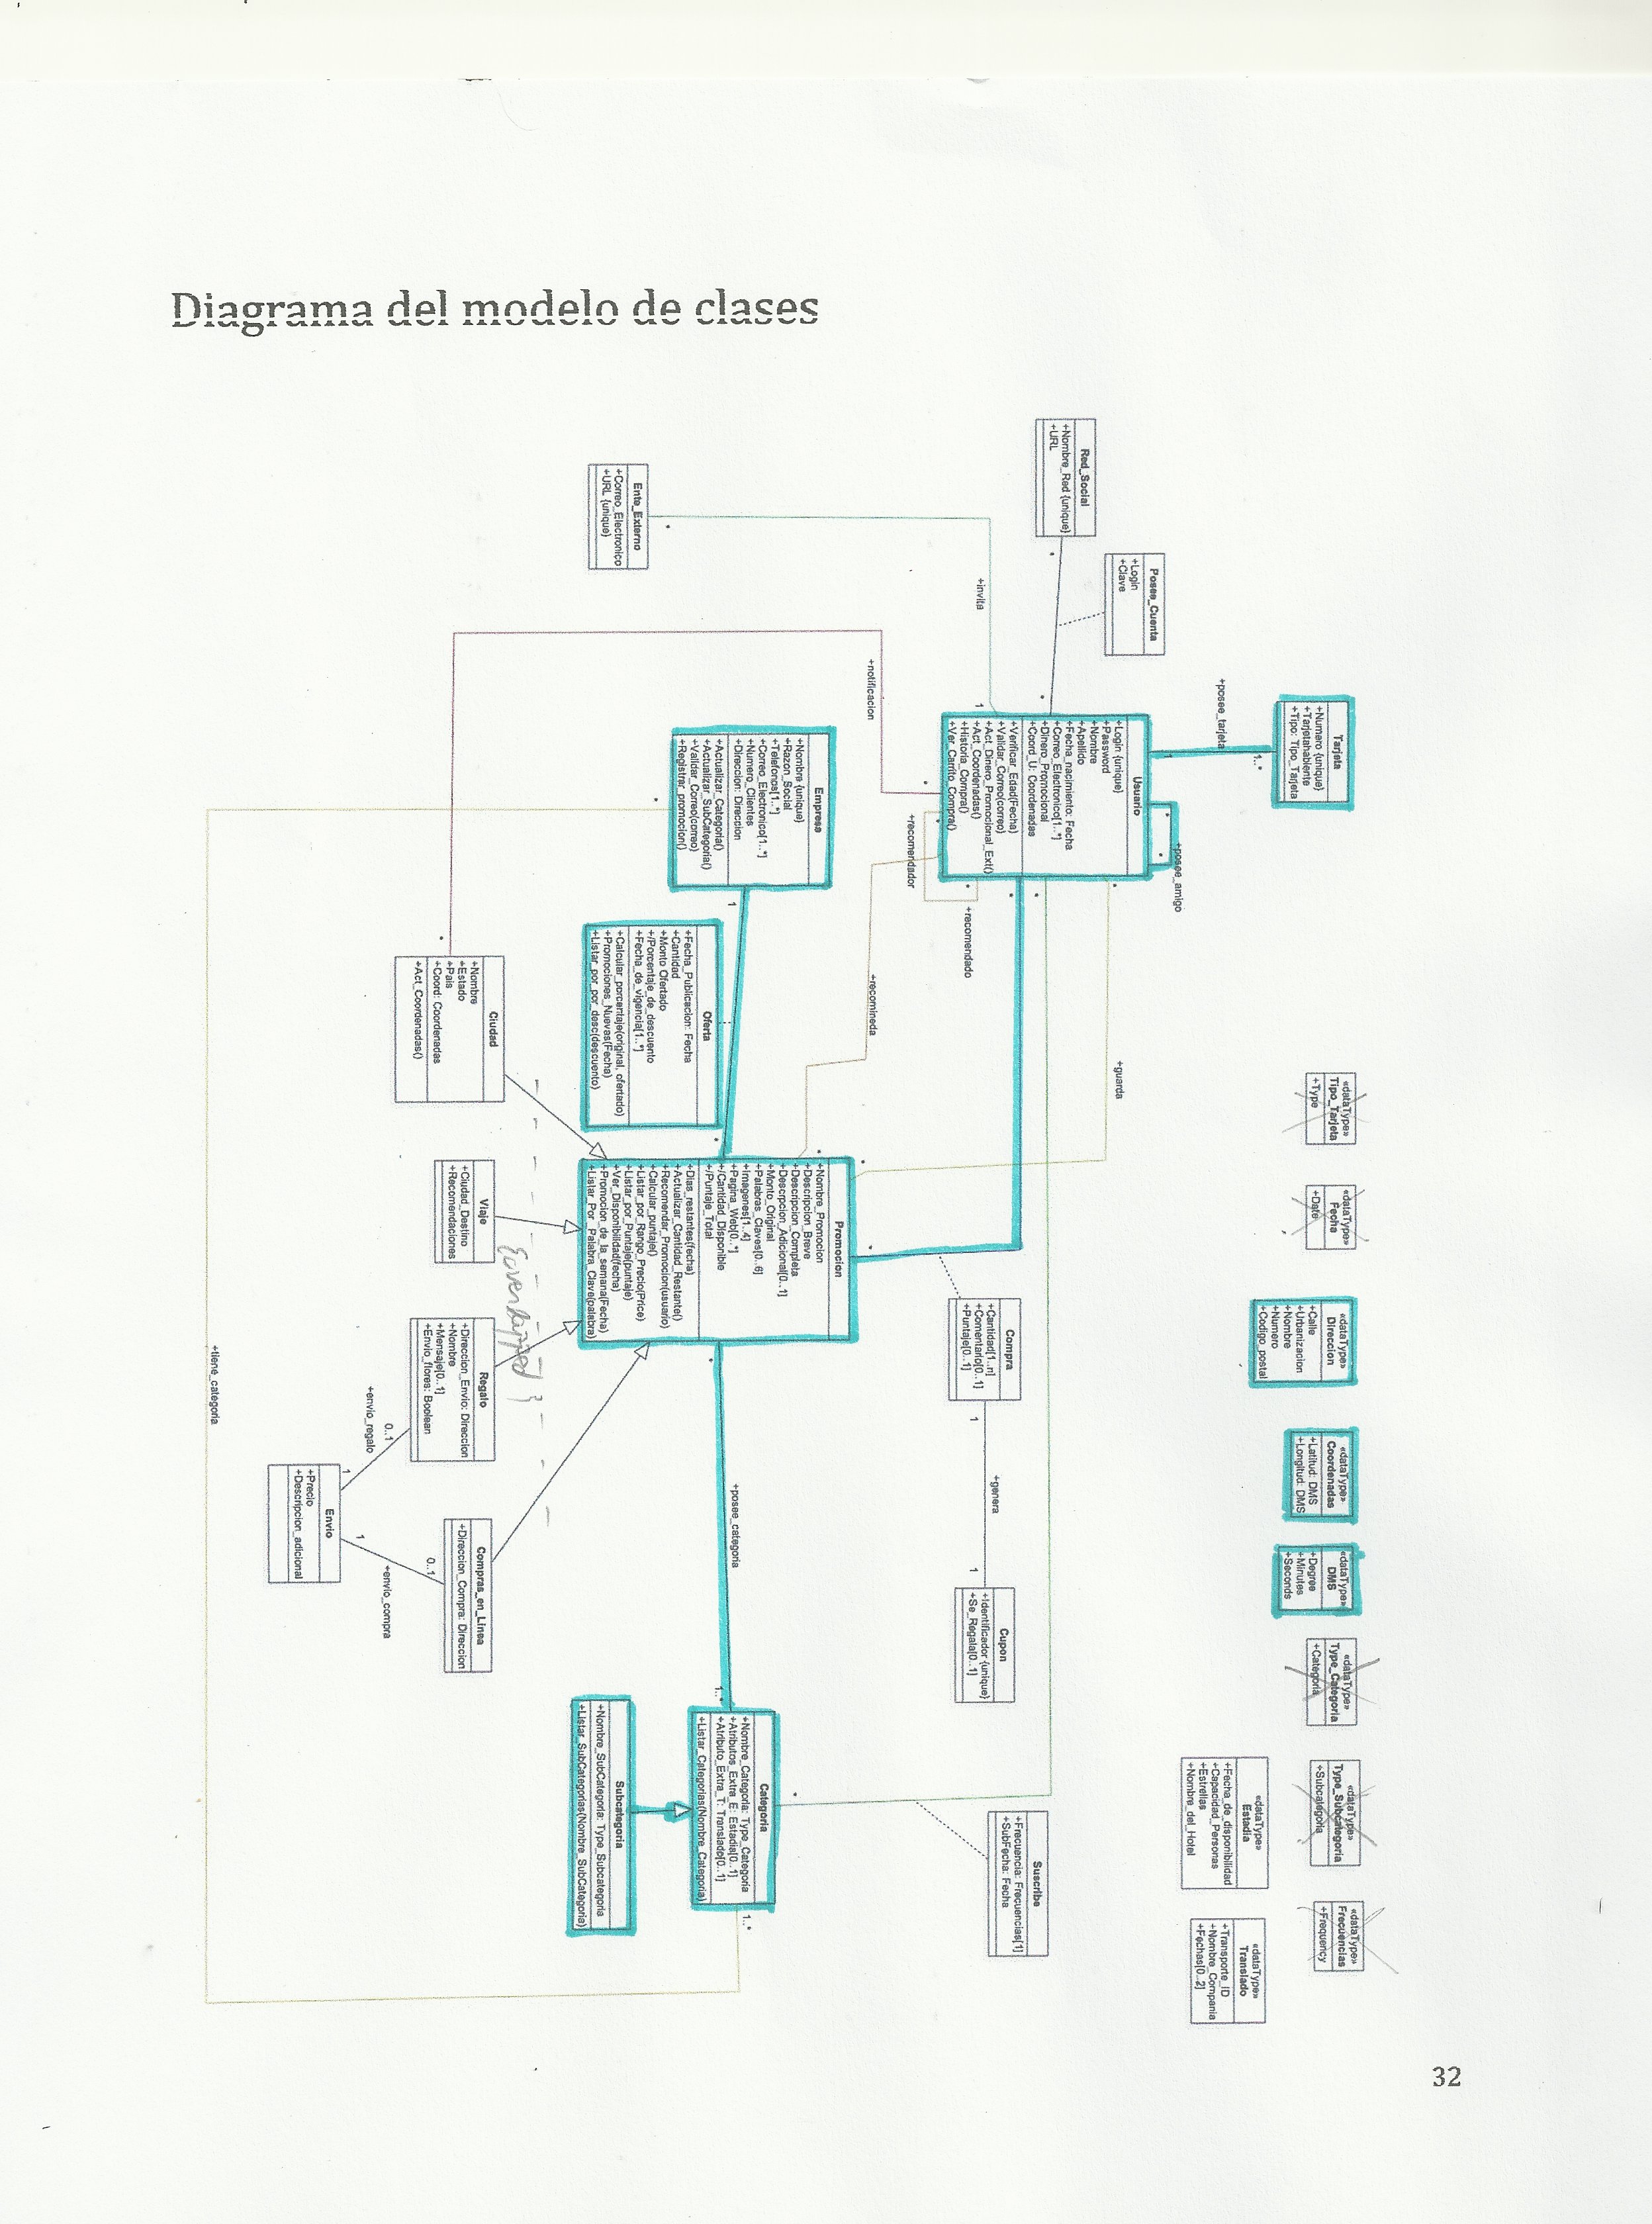 Diagrama del modelo de clases
Tarjeta
+Numero {unique}
+Tarjetahabiente
+Tipo: Tipo_Tarjeta
«dataType»
Tipo_Tarjeta
+Type
«dataType»
Fecha
+Date
«dataType»
Direccion
+Calle
+Urbanizacion
+Nombre
+Numero
+Codigo_postal
«dataType»
Coordenadas
+Latitud: DMS
+Longitud: DMS
«dataType»
DMS
+Degree
+Minutes
+Seconds
«dataType»
Type_Categoria
+Categoria
«dataType»
Type_Subcategoria
+Subcategoria
«dataType»
Frecuencias
+Frequency
«dataType»
Estadia
+Fecha_de_disponibilidad
+Capacidad_Personas
+Estrellas
+Nombre_del_Hotel
«dataType»
Translado
+Transporte_ID
+Nombre_Compania
+Fechas[0..2]
+posee_tarjeta
1..*
1
+posee_amigo
*
*
Posee_Cuenta
+Login
+Clave
Red_Social
+Nombre_Red {unique}
+URL
*
*
Usuario
+Login {unique}
+Password
+Nombre
+Apellido
+Fecha_nacimiento: Fecha
+Correo_Electronico[1..*]
+Dinero_Promocional
+Coord_U: Coordenadas
+Verificar_Edad(Fecha)
+Validar_Correo(correo)
+Act_Dinero_Promocional_Ext()
+Act_Coordenadas()
+Historia_Compra()
+Ver_Carrito_Compra()
+guarda
*
*
*
*
+invita
1
*
+notificacion
*
*
+recomendador
*
+recomendado
*
+recomineda
*
Compra
+Cantidad[1..n]
+Comentario[0..1]
+Puntaje[0..1]
1
+genera
1
Cupon
+Identificador {unique}
+Se_Regala[0..1]
Suscribe
+Frecuencia: Frecuencias[1]
+SubFecha: Fecha
Ente_Externo
+Correo_Electronico
+URL {unique}
Empresa
+Nombre {unique}
+Razon_Social
+Telefonos[1..*]
+Correo_Electronico[1..*]
+Numero_Clientes
+Direccion: Direccion
+Actualizar_Categoria()
+Actualizar_SubCategoria()
+Validar_Correo(correo)
+Registrar_promocion()
1
*
*
Oferta
+Fecha_Publicacion: Fecha
+Cantidad
+Monto Ofertado
+/Porcentaje_de_descuento
+Fecha_de_vigencia[1..*]
+Calcular_porcentaje(original, ofertado)
+Promociones_Nuevas(Fecha)
+Listar_por_por_desc(descuento)
Promocion
+Nombre_Promocion
+Descripcion_Breve
+Descripcion_Completa
+Descripcion_Adicional[0..1]
+Monto_Original
+Palabras_Claves[0..6]
+Imagenes[1..4]
+Pagina_Web[0..*]
+/Cantidad_Disponible
+/Puntaje_Total
+Dias_restantes(fecha)
+Actualizar_Cantidad_Restante()
+Recomendar_Promocion(usuario)
+Calcular_puntaje()
+Listar_por_Rango_Precio(Price)
+Listar_por_Puntaje(puntaje)
+Ver_Disponibilidad(fecha)
+Promocion_de_la_semana(Fecha)
+Listar_Por_Palabra_Clave(palabra)
*
+posee_categoria
1..*
Categoria
+Nombre_Categoria: Type_Categoria
+Atributos_Extra_E: Estadia[0..1]
+Atributo_Extra_T: Translado[0..1]
+Listar_Categorias(Nombre_Categoria)
*
1..*
Subcategoria
+Nombre_SubCategoria: Type_Subcategoria
+Listar_SubCategorias(Nombre_SubCategoria)
Ciudad
+Nombre
+Estado
+Pais
+Coord: Coordenadas
+Act_Coordenadas()
Viaje
+Ciudad_Destino
+Recomendaciones
Regalo
+Direccion_Envio: Direccion
+Nombre
+Mensaje[0..1]
+Envio_flores: Boolean
Compras_en_Linea
+Direccion_Compra: Direccion
0..1
+envio_regalo
1
0..1
+envio_compra
1
Envio
+Precio
+Descripcion_adicional
+tiene_categoria
32